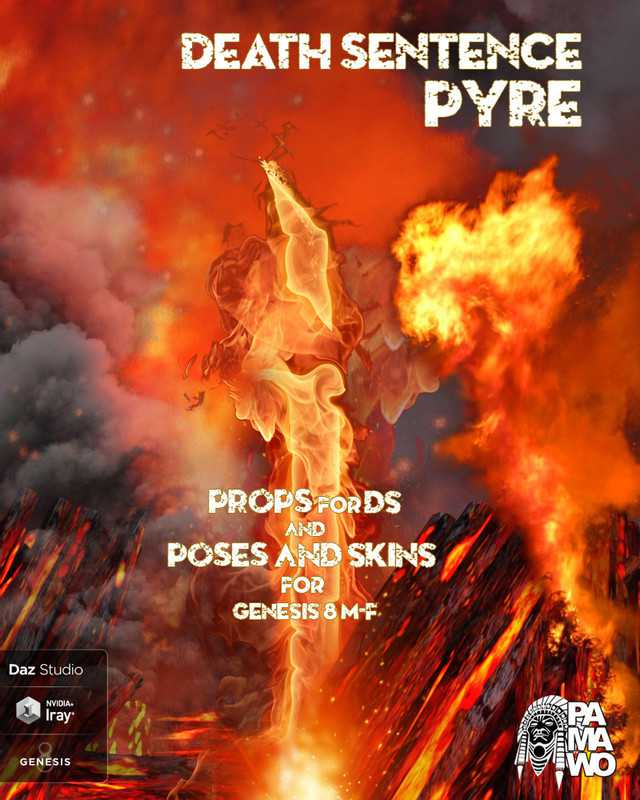 DEATH SENTENCE
PYRE
PROPS FOR DS
AND
POSES AND SKINS
FOR
GENESIS 8 M-F
Daz Studio
NVIDIA
Iray
8
GENESIS
PA
MA
WO